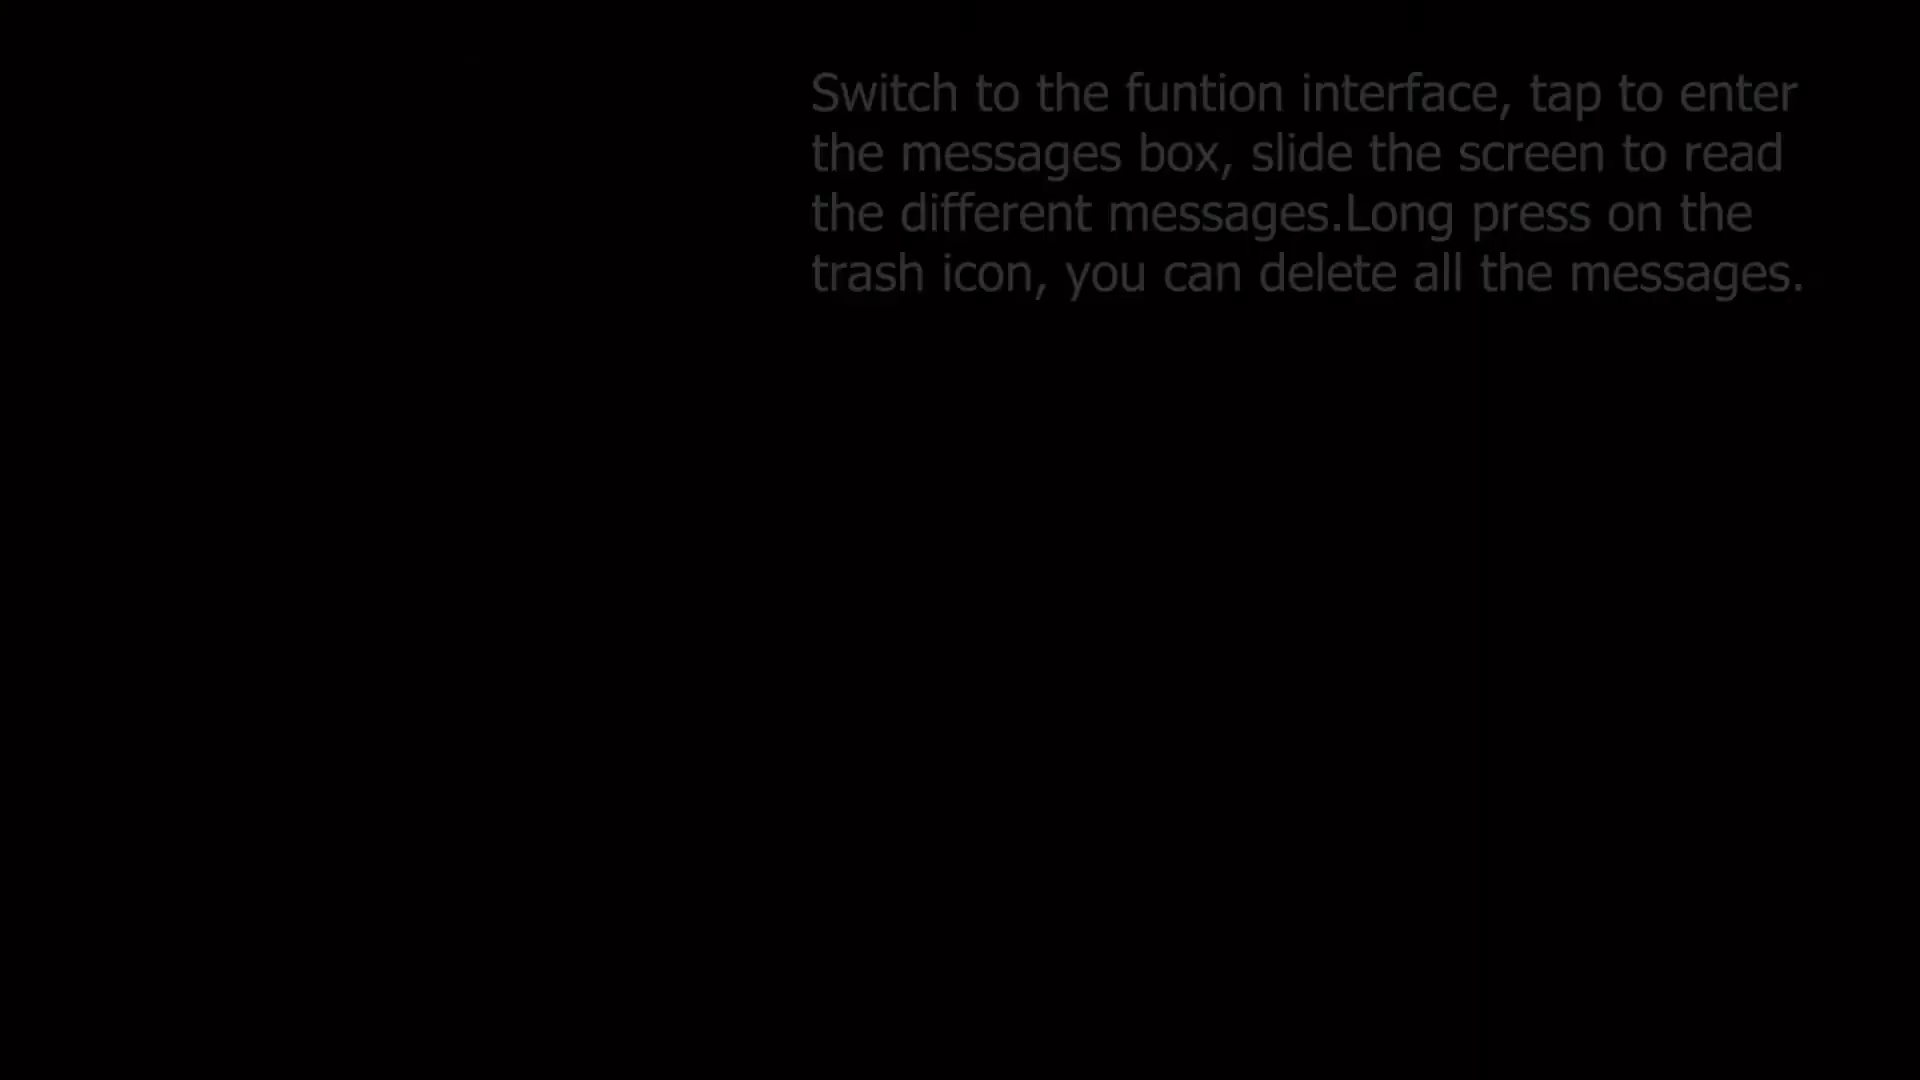 Switch to the funtion interface, tap to enter
the messages box, slide the screen to read
the different messages.Long press on the
trash icon, you can delete all the messages.